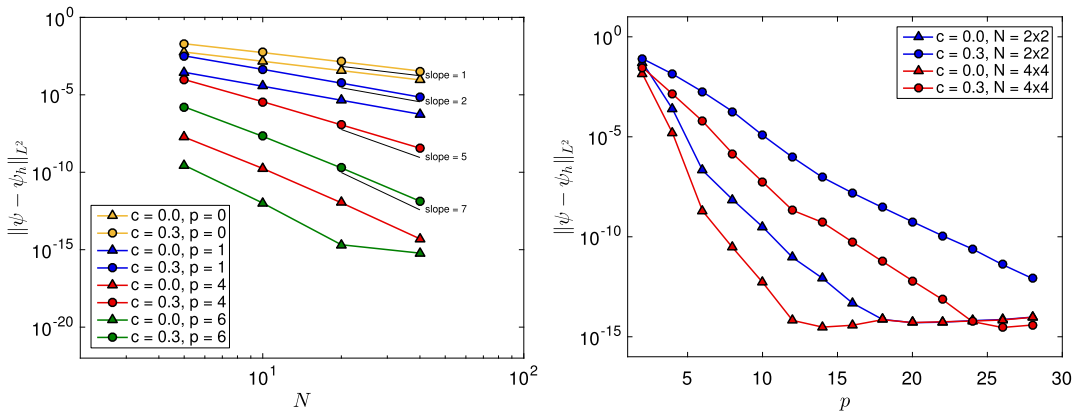 10^0
10^-5
10^-10
10^-15
10^-20
||ψ − ψ_h||_{L^2}
slope = 1
slope = 2
slope = 5
slope = 7
c = 0.0, p = 0
c = 0.3, p = 0
c = 0.0, p = 1
c = 0.3, p = 1
c = 0.0, p = 4
c = 0.3, p = 4
c = 0.0, p = 6
c = 0.3, p = 6
10^1 10^2
N
10^0
10^-5
10^-10
10^-15
||ψ − ψ_h||_{L^2}
c = 0.0, N = 2x2
c = 0.3, N = 2x2
c = 0.0, N = 4x4
c = 0.3, N = 4x4
5 10 15 20 25 30
p